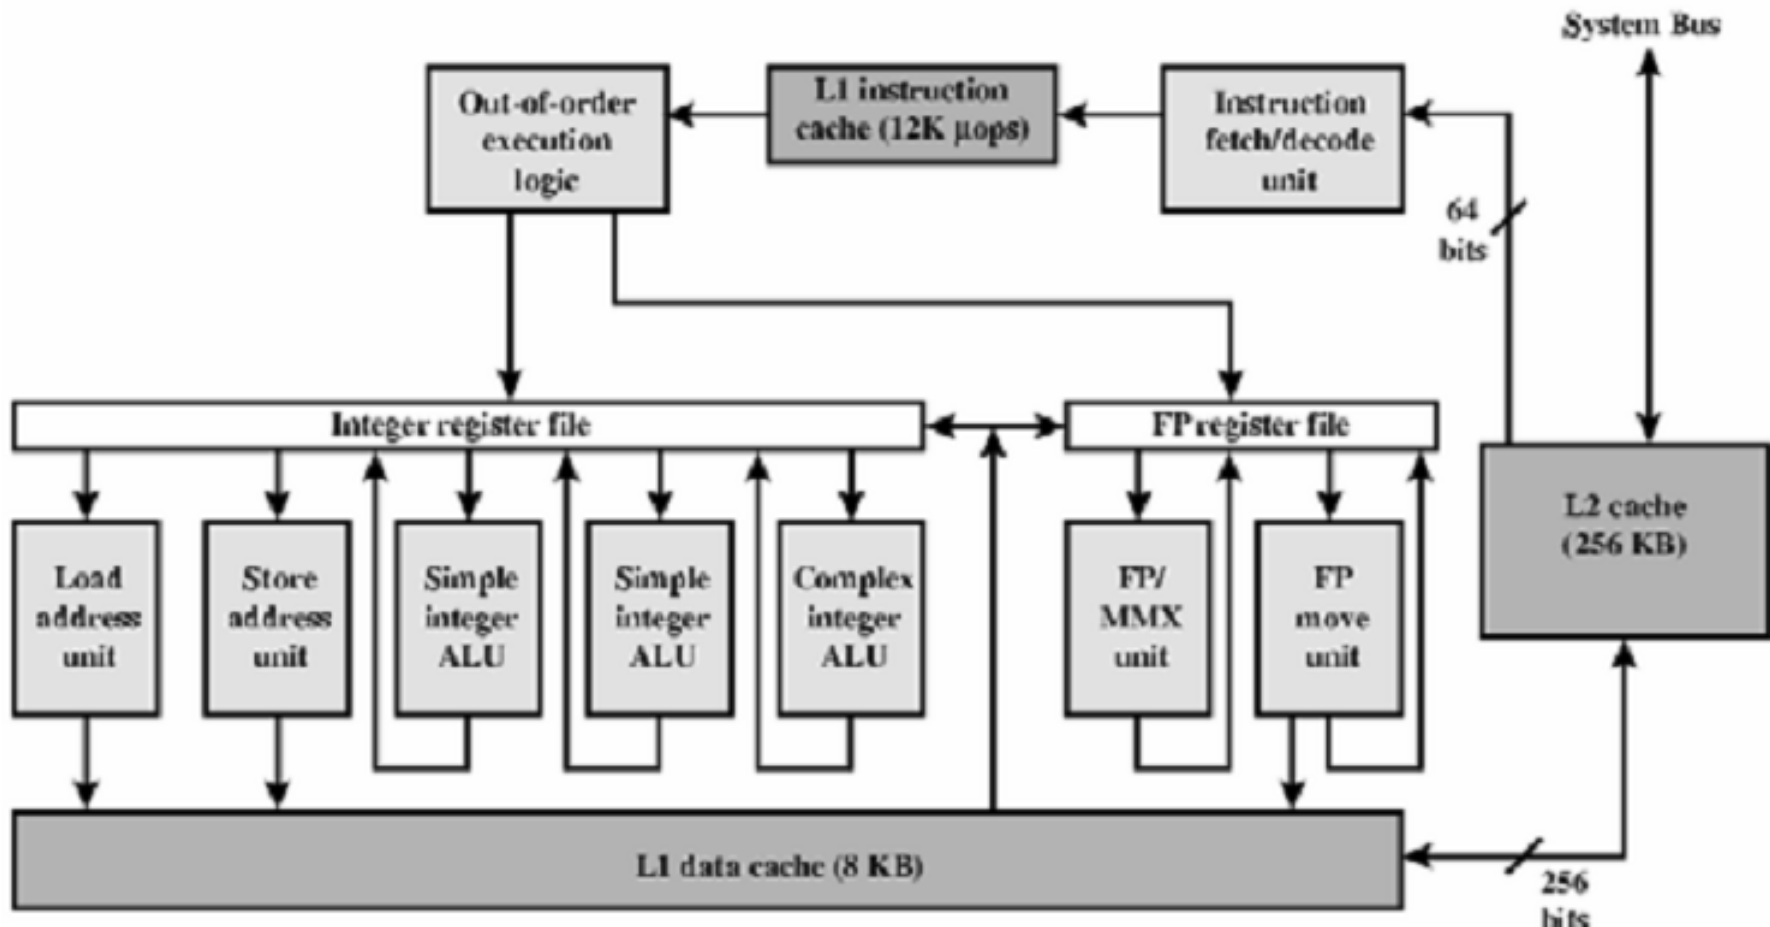 System Bus
Out-of-order
execution
logic
L1 instruction
cache (12K µops)
Instruction
fetch/decode
unit
64
bits
Integer register file
FP register file
L2 cache
(256 KB)
Load
address
unit
Store
address
unit
Simple
integer
ALU
Simple
integer
ALU
Complex
integer
ALU
FP/
MMX
unit
FP
move
unit
L1 data cache (8 KB)
256
bits